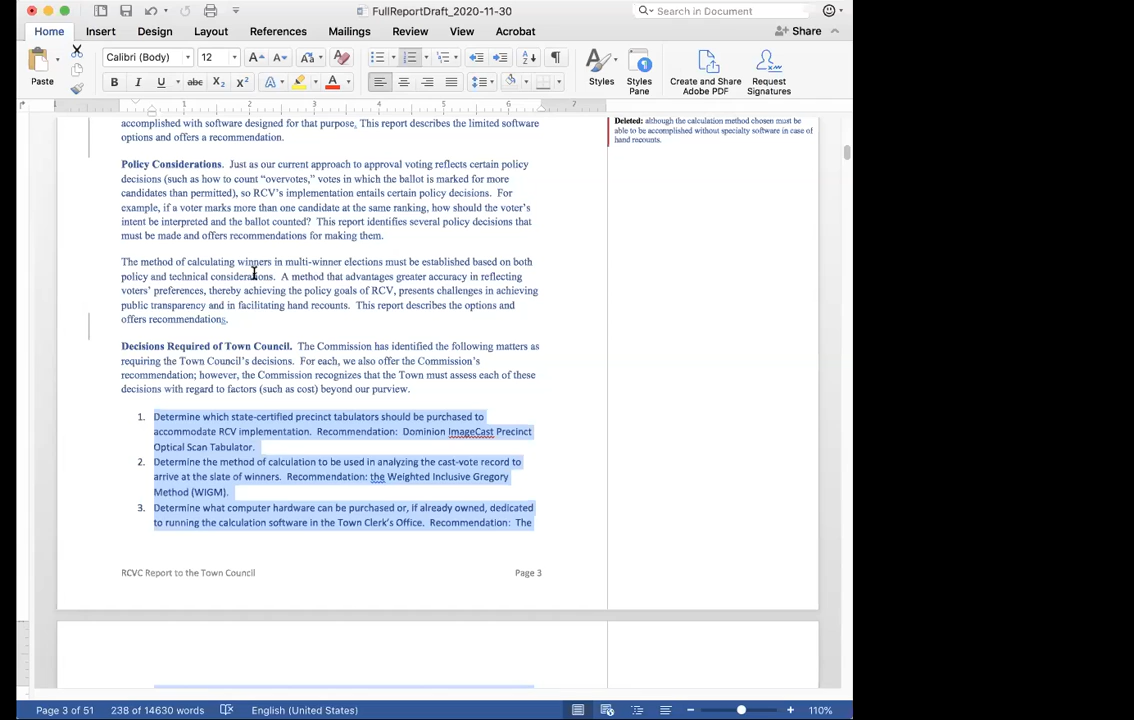 FullReportDraft_2020-11-30
Search in Document
Home Insert Design Layout References Mailings Review View Acrobat Share
Paste Calibri (Body) 12 Styles Styles Pane Create and Share Adobe PDF Request Signatures
1 2 3 4 5 6 7
accomplished with software designed for that purpose. This report describes the limited software
options and offers a recommendation.
Deleted: although the calculation method chosen must be
able to be accomplished without specialty software in case of
hand recounts.
Policy Considerations. Just as our current approach to approval voting reflects certain policy
decisions (such as how to count “overvotes,” votes in which the ballot is marked for more
candidates than permitted), so RCV’s implementation entails certain policy decisions. For
example, if a voter marks more than one candidate at the same ranking, how should the voter’s
intent be interpreted and the ballot counted? This report identifies several policy decisions that
must be made and offers recommendations for making them.
The method of calculating winners in multi-winner elections must be established based on both
policy and technical considerations. A method that advantages greater accuracy in reflecting
voters’ preferences, thereby achieving the policy goals of RCV, presents challenges in achieving
public transparency and in facilitating hand recounts. This report describes the options and
offers recommendations.
Decisions Required of Town Council. The Commission has identified the following matters as
requiring the Town Council’s decisions. For each, we also offer the Commission’s
recommendation; however, the Commission recognizes that the Town must assess each of these
decisions with regard to factors (such as cost) beyond our purview.
1. Determine which state-certified precinct tabulators should be purchased to
accommodate RCV implementation. Recommendation: Dominion ImageCast Precinct
Optical Scan Tabulator.
2. Determine the method of calculation to be used in analyzing the cast-vote record to
arrive at the slate of winners. Recommendation: the Weighted Inclusive Gregory
Method (WIGM).
3. Determine what computer hardware can be purchased or, if already owned, dedicated
to running the calculation software in the Town Clerk’s Office. Recommendation: The
RCVC Report to the Town Council Page 3
Page 3 of 51 238 of 14630 words English (United States) 110%